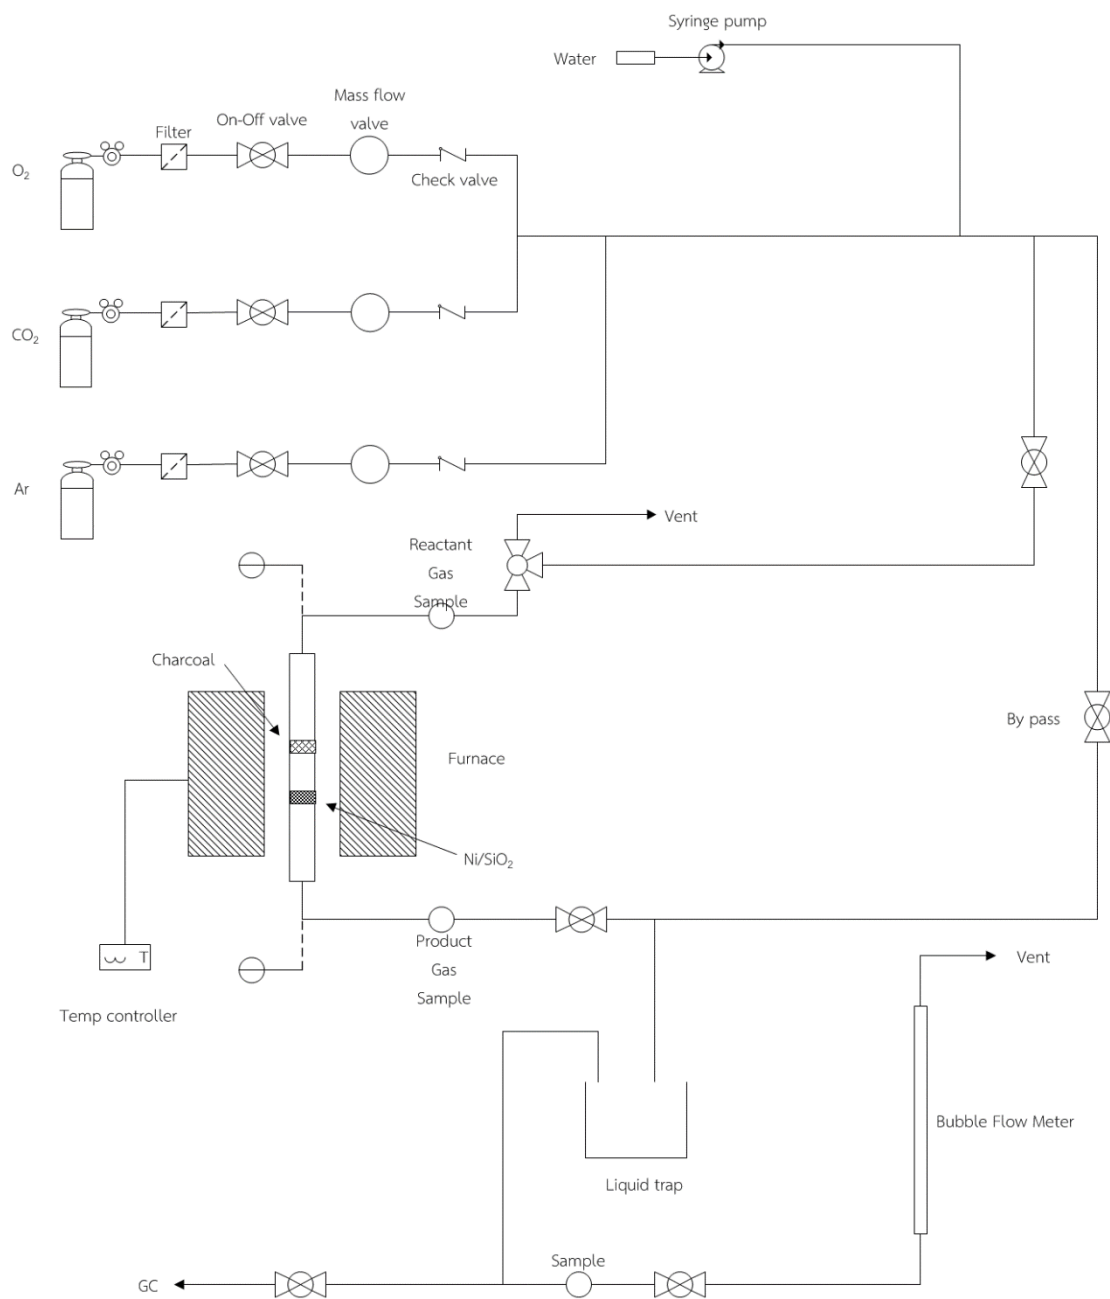 Syringe pump
Water
Mass flow
valve
On-Off valve
Filter
O₂
Check valve
CO₂
Ar
Vent
Reactant
Gas
Sample
Charcoal
By pass
Furnace
Ni/SiO₂
Product
Gas
Sample
T
Temp controller
Vent
Bubble Flow Meter
Liquid trap
Sample
GC